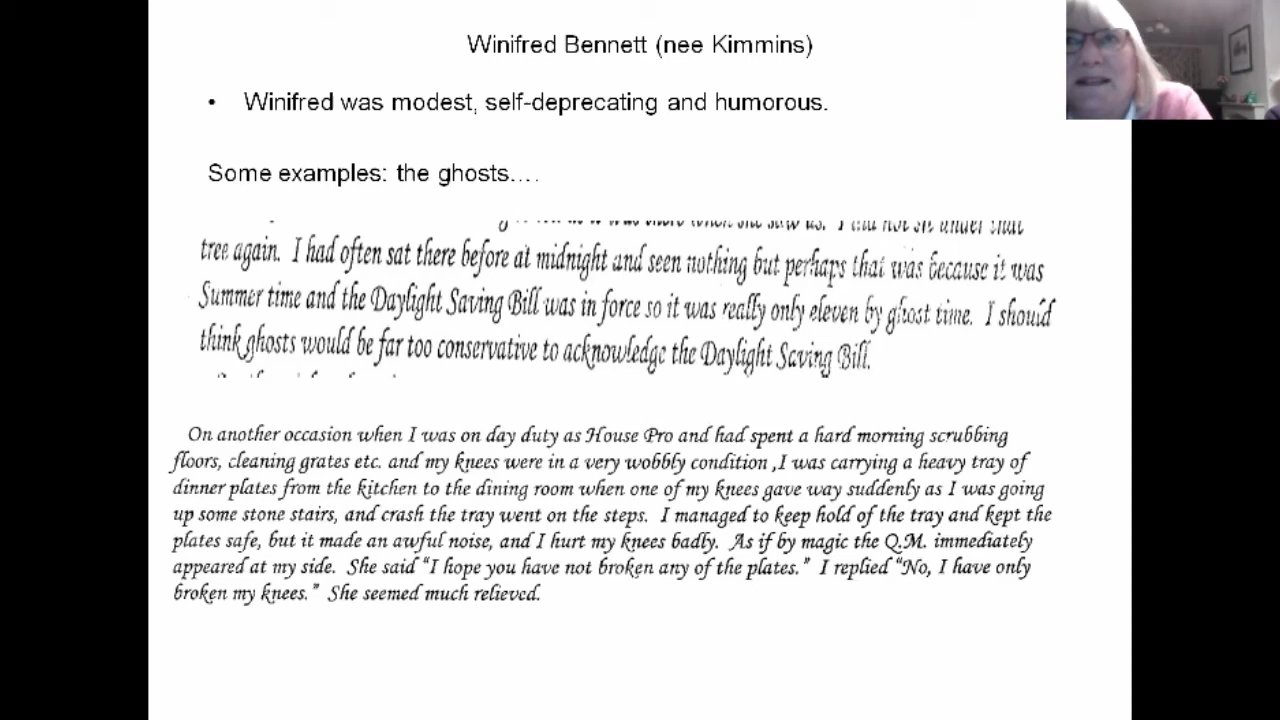 Winifred Bennett (nee Kimmins)
• Winifred was modest, self-deprecating and humorous.
Some examples: the ghosts….
she saw us. I did not sit under that
tree again. I had often sat there before at midnight and seen nothing but perhaps that was because it was
Summer time and the Daylight Saving Bill was in force so it was really only eleven by ghost time. I should
think ghosts would be far too conservative to acknowledge the Daylight Saving Bill.
On another occasion when I was on day duty as House Pro and had spent a hard morning scrubbing
floors, cleaning grates etc. and my knees were in a very wobbly condition ,I was carrying a heavy tray of
dinner plates from the kitchen to the dining room when one of my knees gave way suddenly as I was going
up some stone stairs, and crash the tray went on the steps. I managed to keep hold of the tray and kept the
plates safe, but it made an awful noise, and I hurt my knees badly. As if by magic the Q.M. immediately
appeared at my side. She said “I hope you have not broken any of the plates.” I replied “No, I have only
broken my knees.” She seemed much relieved.